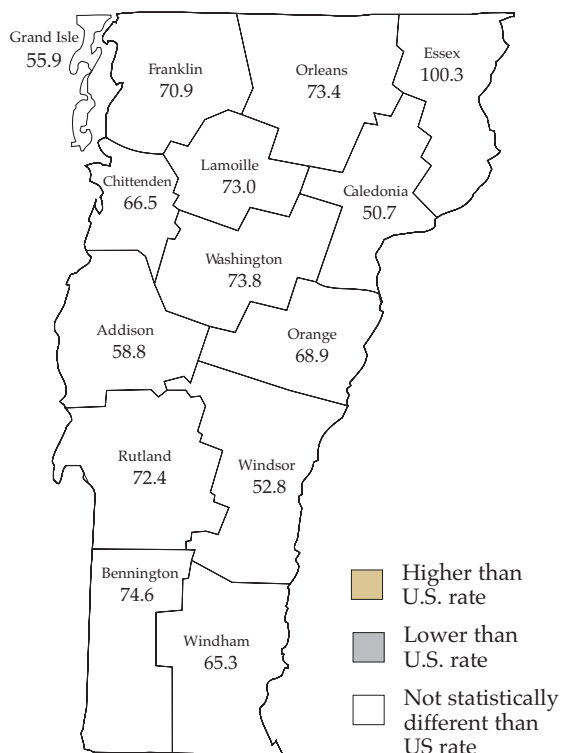 Grand Isle
55.9
Franklin
70.9
Orleans
73.4
Essex
100.3
Lamoille
73.0
Chittenden
66.5
Caledonia
50.7
Washington
73.8
Addison
58.8
Orange
68.9
Rutland
72.4
Windsor
52.8
Bennington
74.6
Windham
65.3
Higher than
U.S. rate
Lower than
U.S. rate
Not statistically
different than
US rate